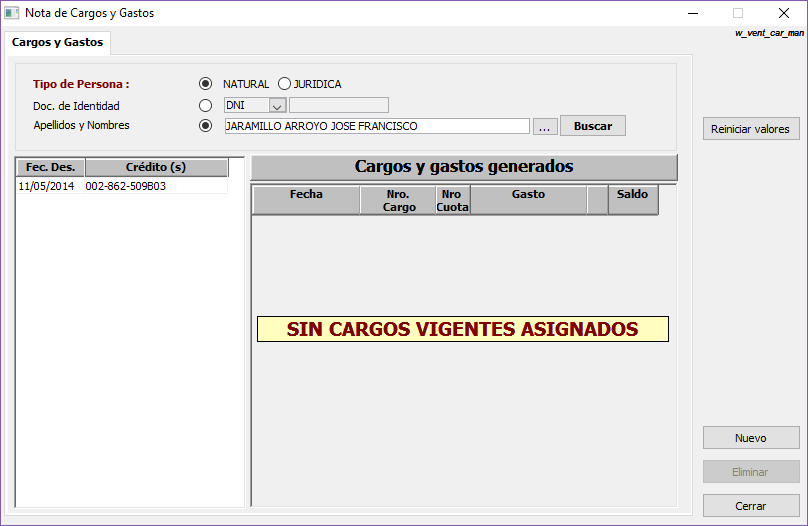 Nota de Cargos y Gastos
w_vent_car_man
Cargos y Gastos
Tipo de Persona :
NATURAL
JURIDICA
Doc. de Identidad
DNI
Apellidos y Nombres
JARAMILLO ARROYO JOSE FRANCISCO
...
Buscar
Reiniciar valores
Fec. Des.
Crédito (s)
11/05/2014
002-862-509B03
Cargos y gastos generados
Fecha
Nro.
Cargo
Nro
Cuota
Gasto
Saldo
SIN CARGOS VIGENTES ASIGNADOS
Nuevo
Eliminar
Cerrar